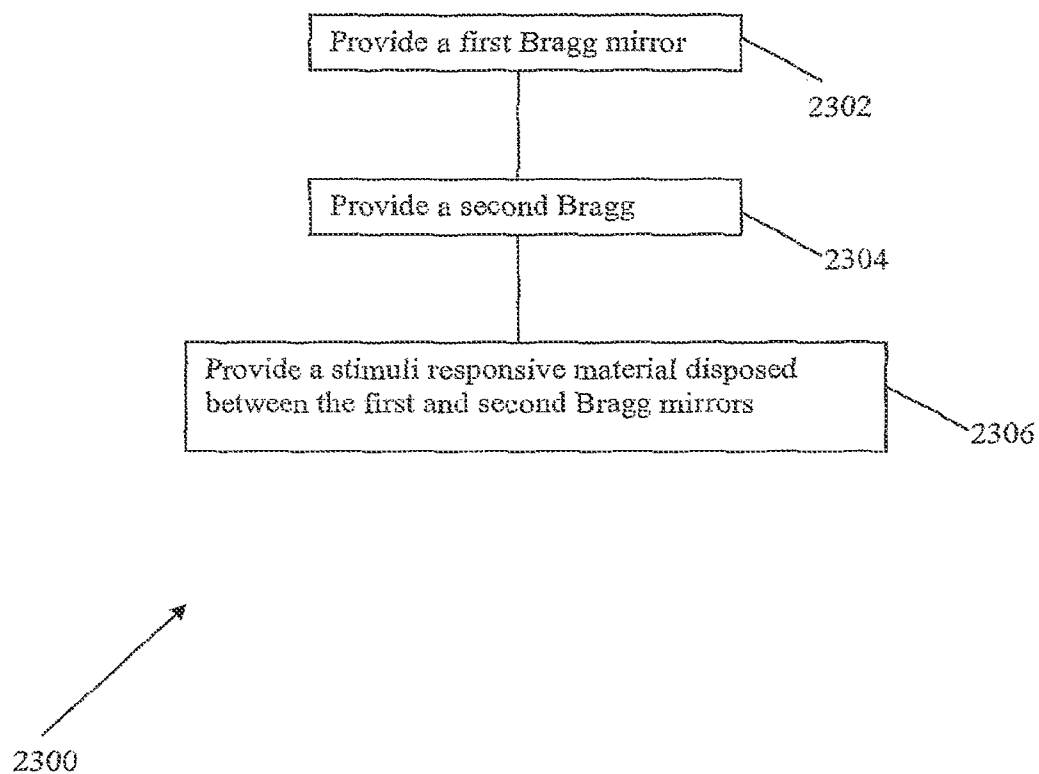 Provide a first Bragg mirror
2302
Provide a second Bragg
2304
Provide a stimuli responsive material disposed
between the first and second Bragg mirrors
2306
2300